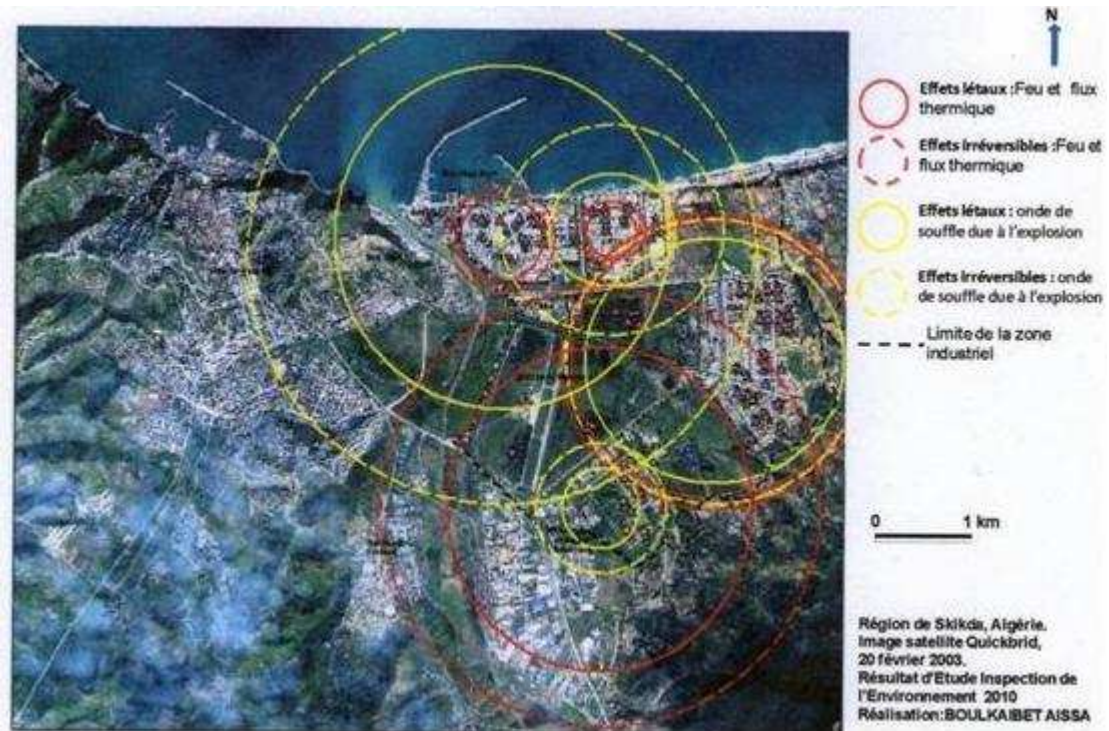 N
Effets létaux :Feu et flux
thermique
Effets irréversibles :Feu et
flux thermique
Effets létaux : onde de
souffle due à l'explosion
Effets irréversibles : onde
de souffle due à l'explosion
Limite de la zone
industriel
0 1 km
Région de Skikda, Algérie.
Image satellite Quickbrid,
20 février 2003.
Résultat d'Etude Inspection de
l'Environnement 2010
Réalisation:BOULKAIBET AISSA